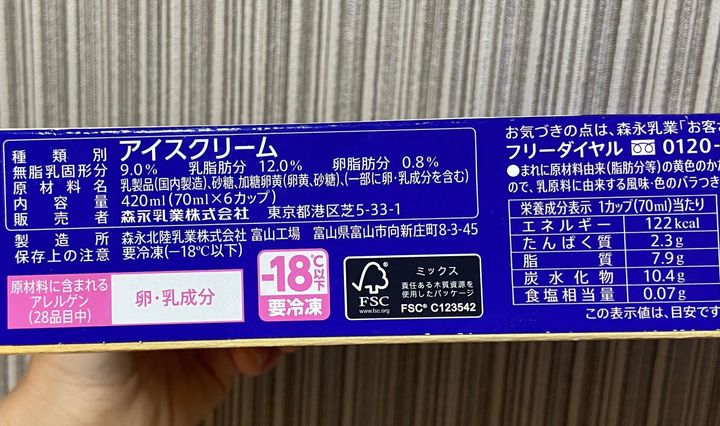 種類別 アイスクリーム
無脂乳固形分 9.0% 乳脂肪分 12.0% 卵脂肪分 0.8%
原材料名 乳製品(国内製造)、砂糖、加糖卵黄(卵黄、砂糖)、(一部に卵・乳成分を含む)
内容量 420ml(70ml×6カップ)
販売者 森永乳業株式会社 東京都港区芝5-33-1
製造所 森永北陸乳業株式会社 富山工場 富山県富山市向新庄町8-3-45
保存上の注意 要冷凍(−18℃以下)
原材料に含まれる
アレルゲン
(28品目中)
卵・乳成分
-18℃以下
要冷凍
FSC
www.fsc.org
ミックス
責任ある木質資源を
使用したパッケージ
FSC® C123542
お気づきの点は、森永乳業「お客
フリーダイヤル 0120-
●まれに原材料由来(脂肪分等)の黄色のか
ので、乳原料に由来する風味・色のバラつき
栄養成分表示 1カップ(70ml)当たり
エネルギー 122kcal
たんぱく質 2.3g
脂質 7.9g
炭水化物 10.4g
食塩相当量 0.07g
この表示値は、目安です